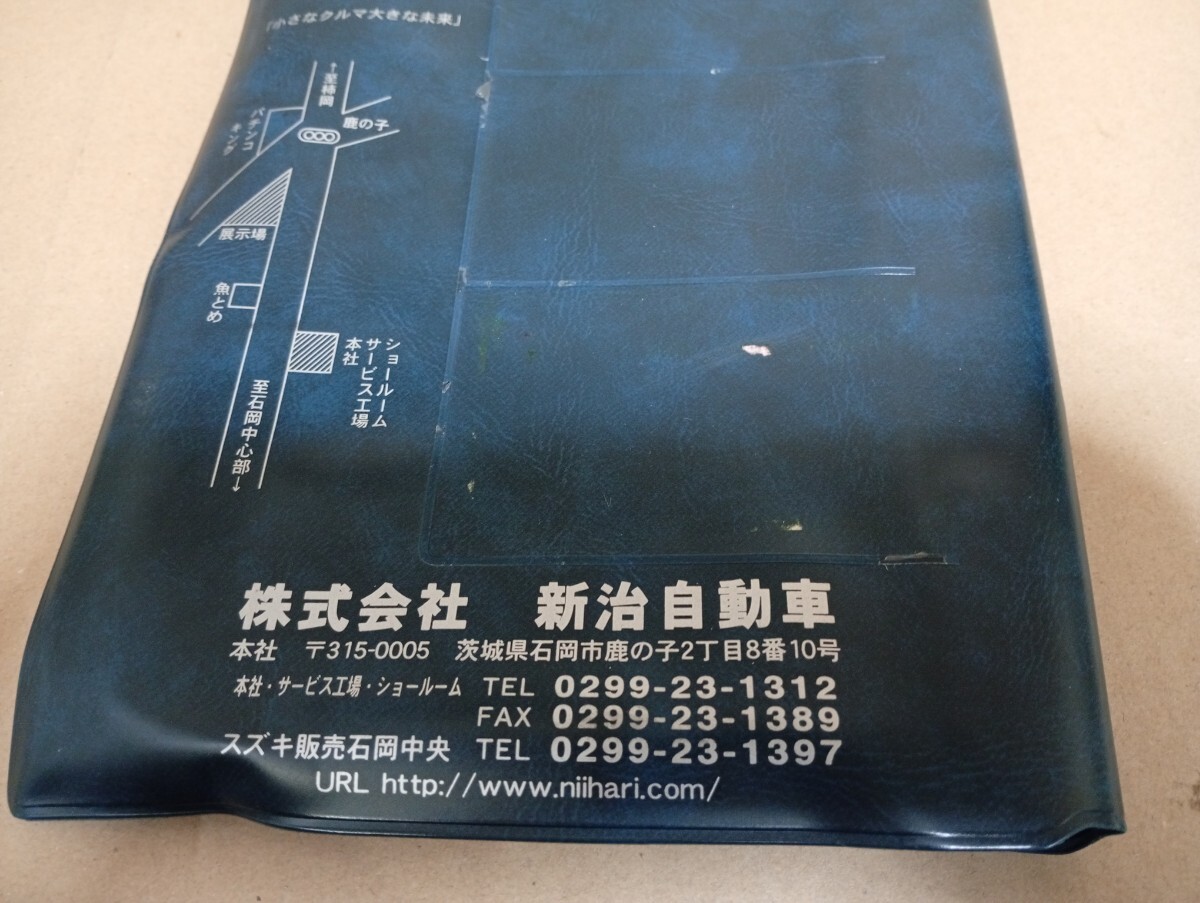 「小さなクルマ大きな未来」
↑至柿岡
鹿の子
パチンコ
キング
展示場
魚とめ
ショールーム
サービス工場
本社
至石岡中心部↓
株式会社 新治自動車
本社 〒315-0005 茨城県石岡市鹿の子2丁目8番10号
本社・サービス工場・ショールーム TEL 0299-23-1312
FAX 0299-23-1389
スズキ販売石岡中央 TEL 0299-23-1397
URL http://www.niihari.com/